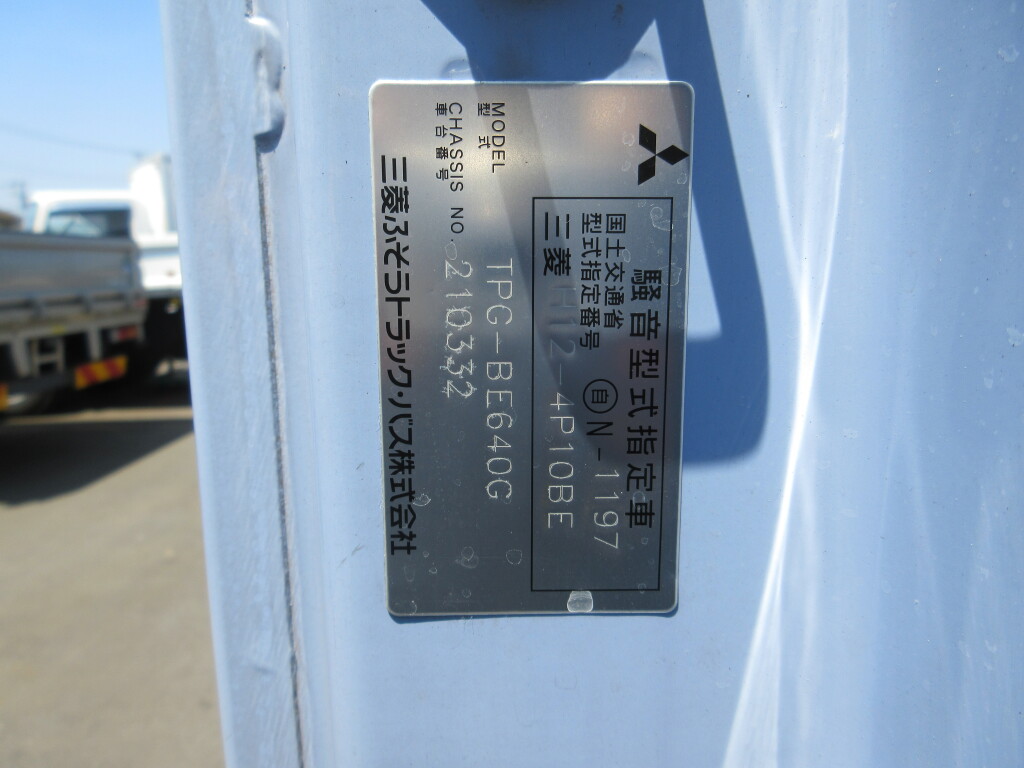 騒音型式指定車
国土交通省
型式指定番号 自N-1197
三菱 H12-4P10BE
MODEL
型式 TPG-BE640G
CHASSIS NO.
車台番号 210332
三菱ふそうトラック・バス株式会社